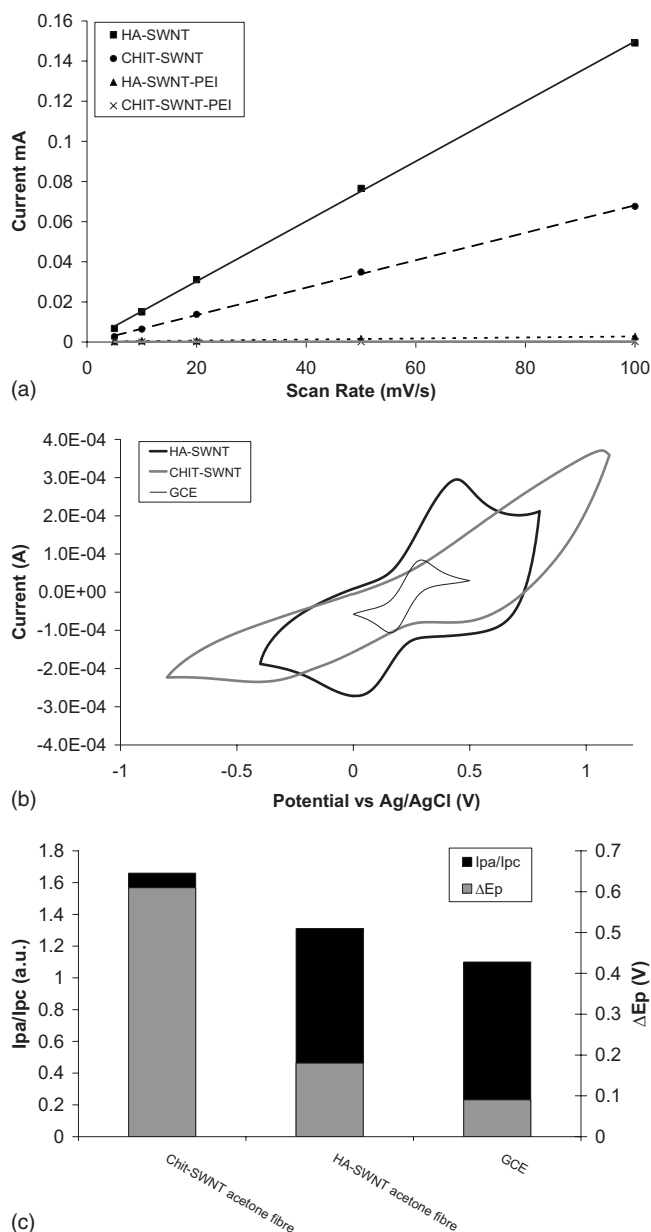 0.16
0.14
0.12
0.1
0.08
0.06
0.04
0.02
0
Current mA
HA-SWNT
CHIT-SWNT
HA-SWNT-PEI
CHIT-SWNT-PEI
0 20 40 60 80 100
Scan Rate (mV/s)
(a)
4.0E-04
3.0E-04
2.0E-04
1.0E-04
0.0E+00
-1.0E-04
-2.0E-04
-3.0E-04
-4.0E-04
Current (A)
HA-SWNT
CHIT-SWNT
GCE
-1 -0.5 0 0.5 1
Potential vs Ag/AgCl (V)
(b)
1.8
1.6
1.4
1.2
1
0.8
0.6
0.4
0.2
0
Ipa/Ipc (a.u.)
Ipa/Ipc
ΔEp
0.7
0.6
0.5
0.4
0.3
0.2
0.1
0
ΔEp (V)
Chit-SWNT acetone fibre
HA-SWNT acetone fibre
GCE
(c)